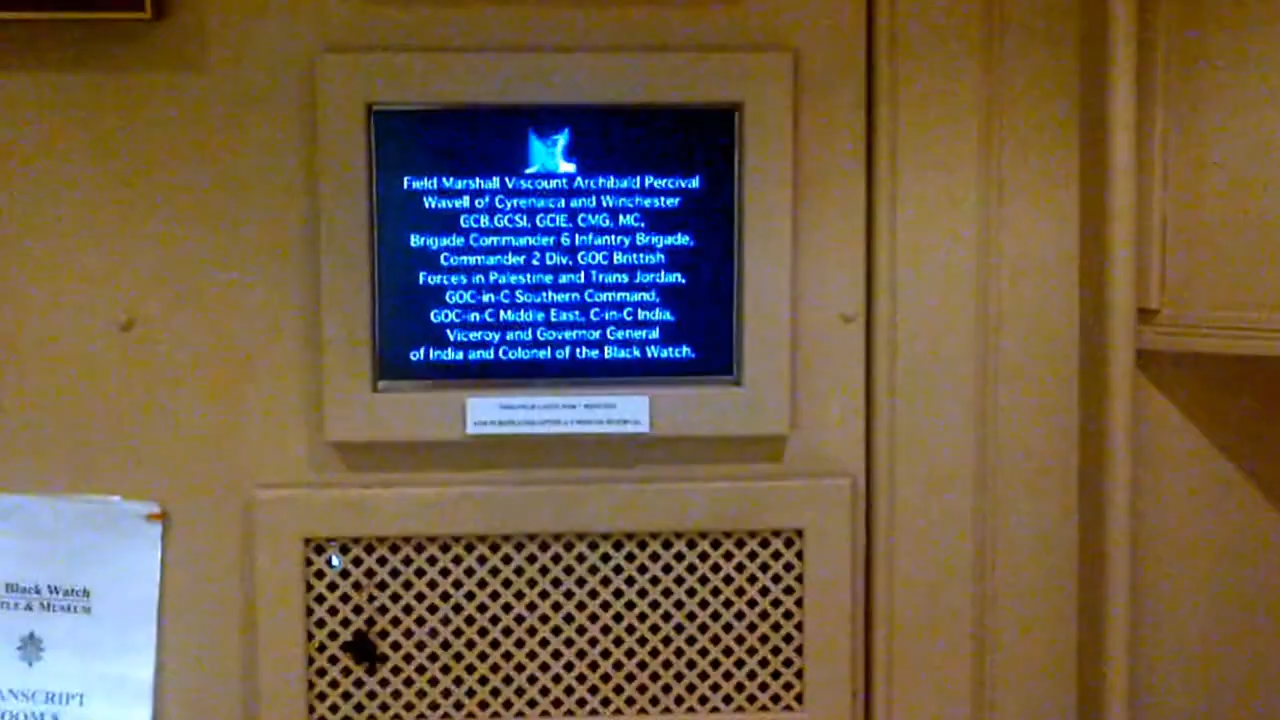 Field Marshall Viscount Archibald Percival
Wavell of Cyrenaica and Winchester
GCB,GCSI, GCIE, CMG, MC,
Brigade Commander 6 Infantry Brigade,
Commander 2 Div, GOC Brittish
Forces in Palestine and Trans Jordan,
GOC-in-C Southern Command,
GOC-in-C Middle East, C-in-C India,
Viceroy and Governor General
of India and Colonel of the Black Watch.
Black Watch
TLE & MUSEUM
ANSCRIPT
OOM 8